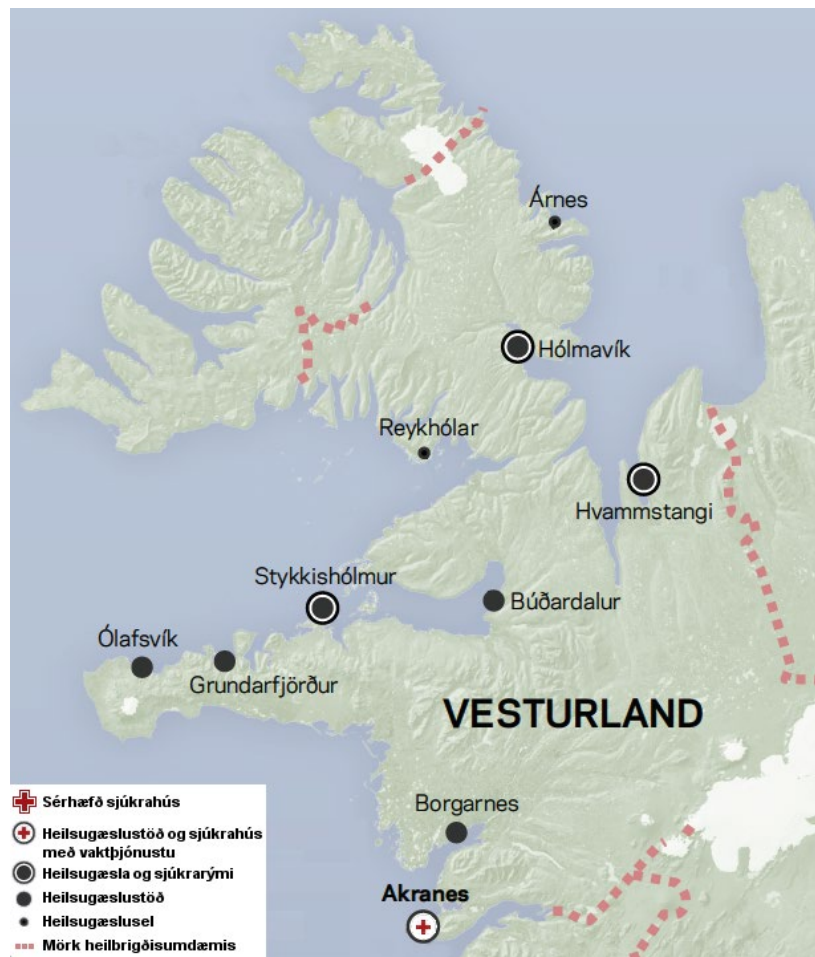 Árnes
Hólmavík
Reykhólar
Hvammstangi
Stykkishólmur
Búðardalur
Ólafsvík
Grundarfjörður
VESTURLAND
Borgarnes
Akranes
Sérhæfð sjúkrahús
Heilsugæslustöð og sjúkrahús
með vaktþjónustu
Heilsugæsla og sjúkrarými
Heilsugæslustöð
Heilsugæslusel
Mörk heilbrigðisumdæmis